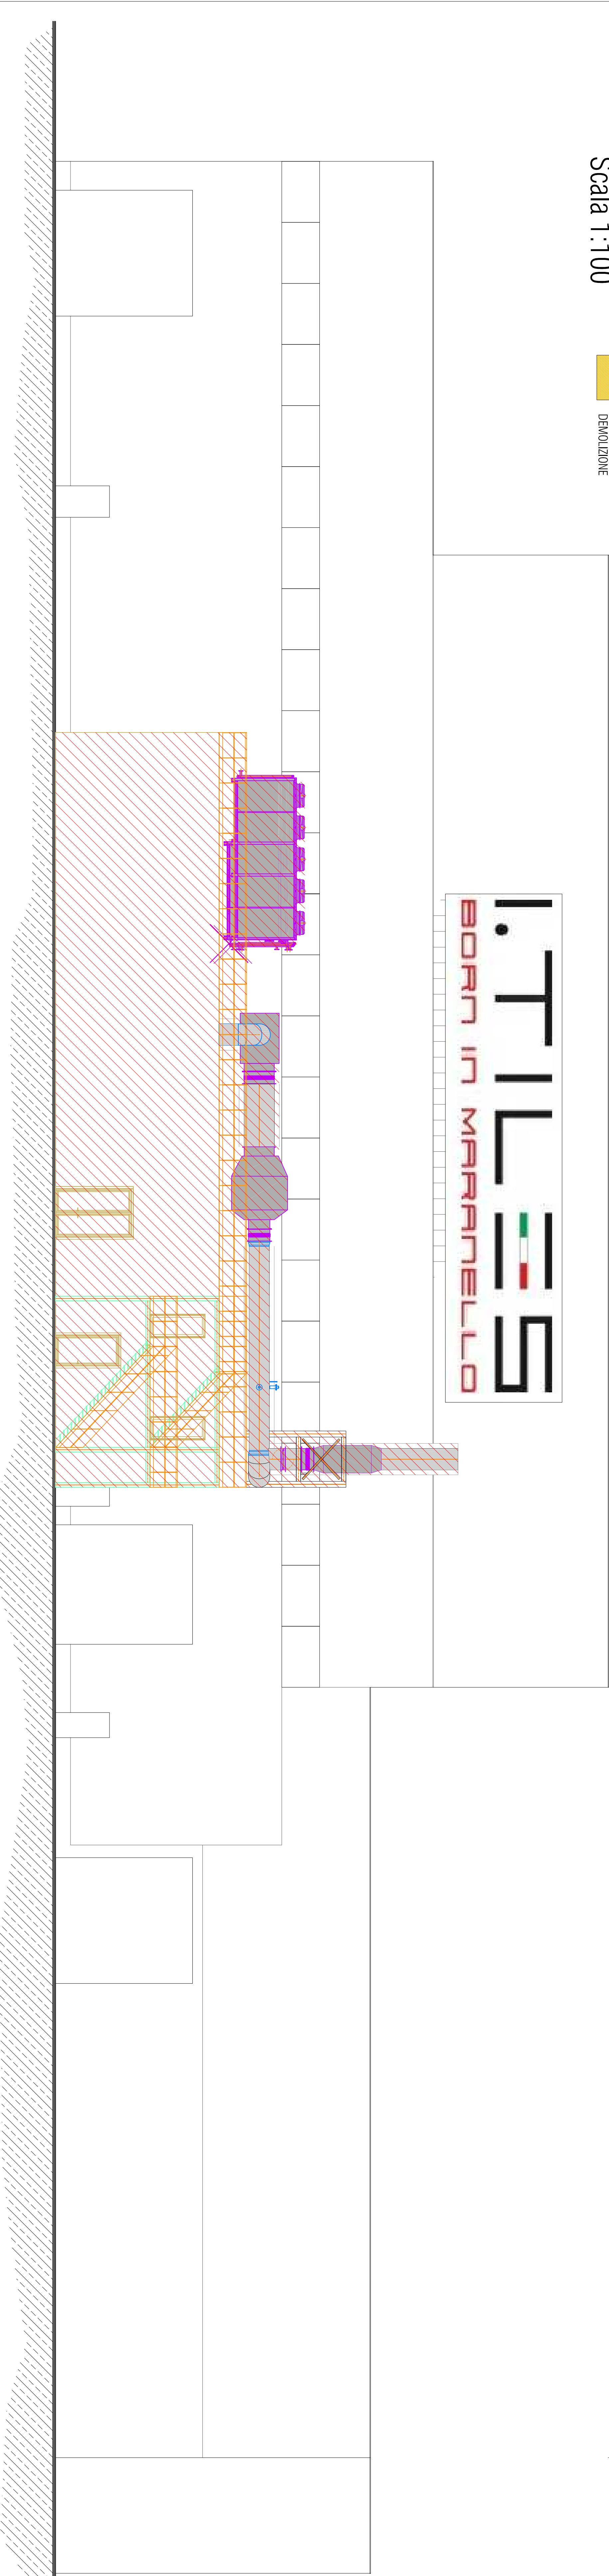 Scala 1:100
DEMOLIZIONE
I.TILES
BORN IN MARANELLO